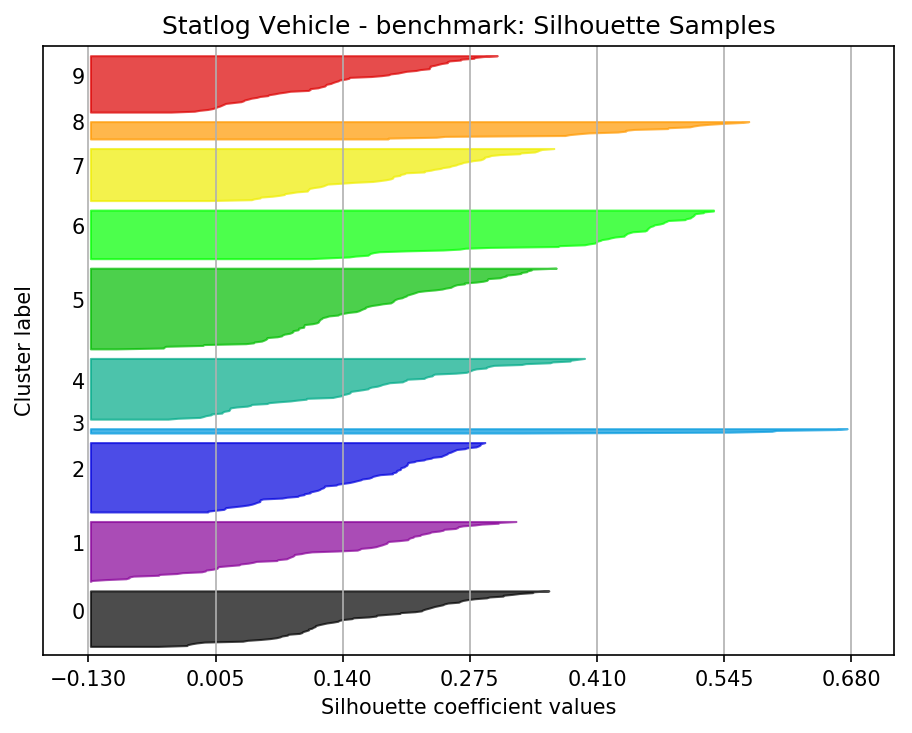 Statlog Vehicle - benchmark: Silhouette Samples
9
8
7
6
5
4
3
2
1
0
Cluster label
−0.130 0.005 0.140 0.275 0.410 0.545 0.680
Silhouette coefficient values